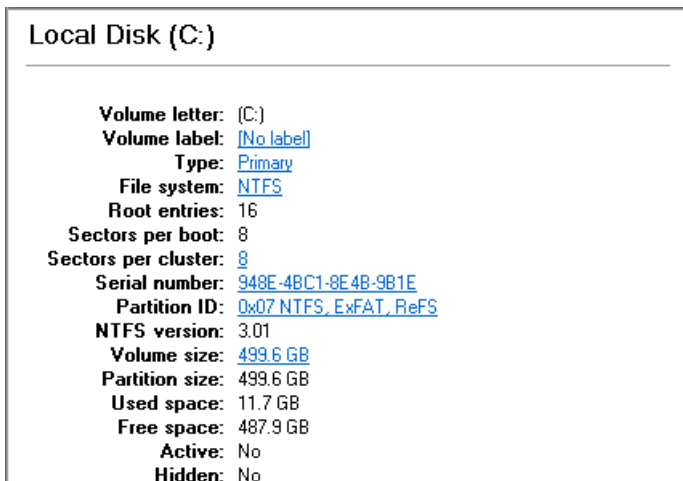 Local Disk (C:)
Volume letter: (C:)
Volume label: [No label]
Type: Primary
File system: NTFS
Root entries: 16
Sectors per boot: 8
Sectors per cluster: 8
Serial number: 948E-4BC1-8E4B-9B1E
Partition ID: 0x07 NTFS, ExFAT, ReFS
NTFS version: 3.01
Volume size: 499.6 GB
Partition size: 499.6 GB
Used space: 11.7 GB
Free space: 487.9 GB
Active: No
Hidden: No